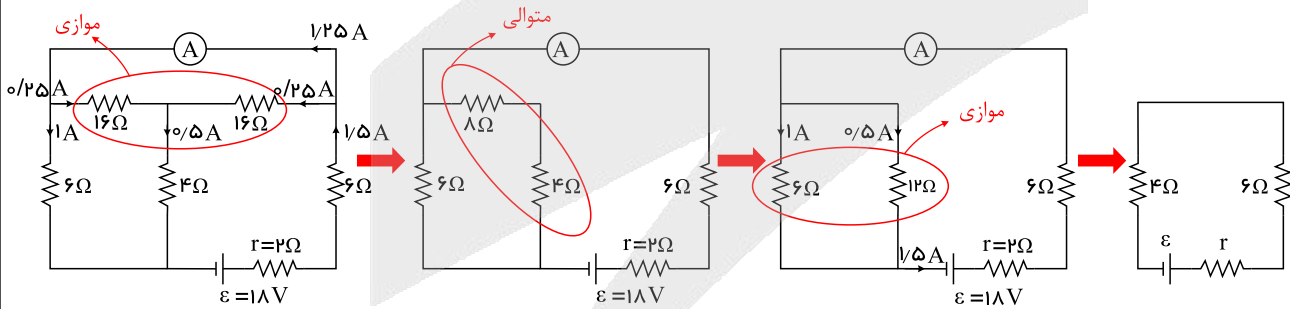 موازی
۱/۲۵A
A
۰/۲۵A
۰/۲۵A
۱۶Ω
۱۶Ω
۱A
۰/۵A
۱/۵A
۶Ω
۴Ω
۶Ω
r=۲Ω
ε=۱۸V
متوالی
A
۸Ω
۶Ω
۴Ω
۶Ω
r=۲Ω
ε=۱۸V
A
موازی
۱A
۰/۵A
۶Ω
۱۲Ω
۶Ω
۱/۵A
r=۲Ω
ε=۱۸V
۴Ω
۶Ω
ε
r